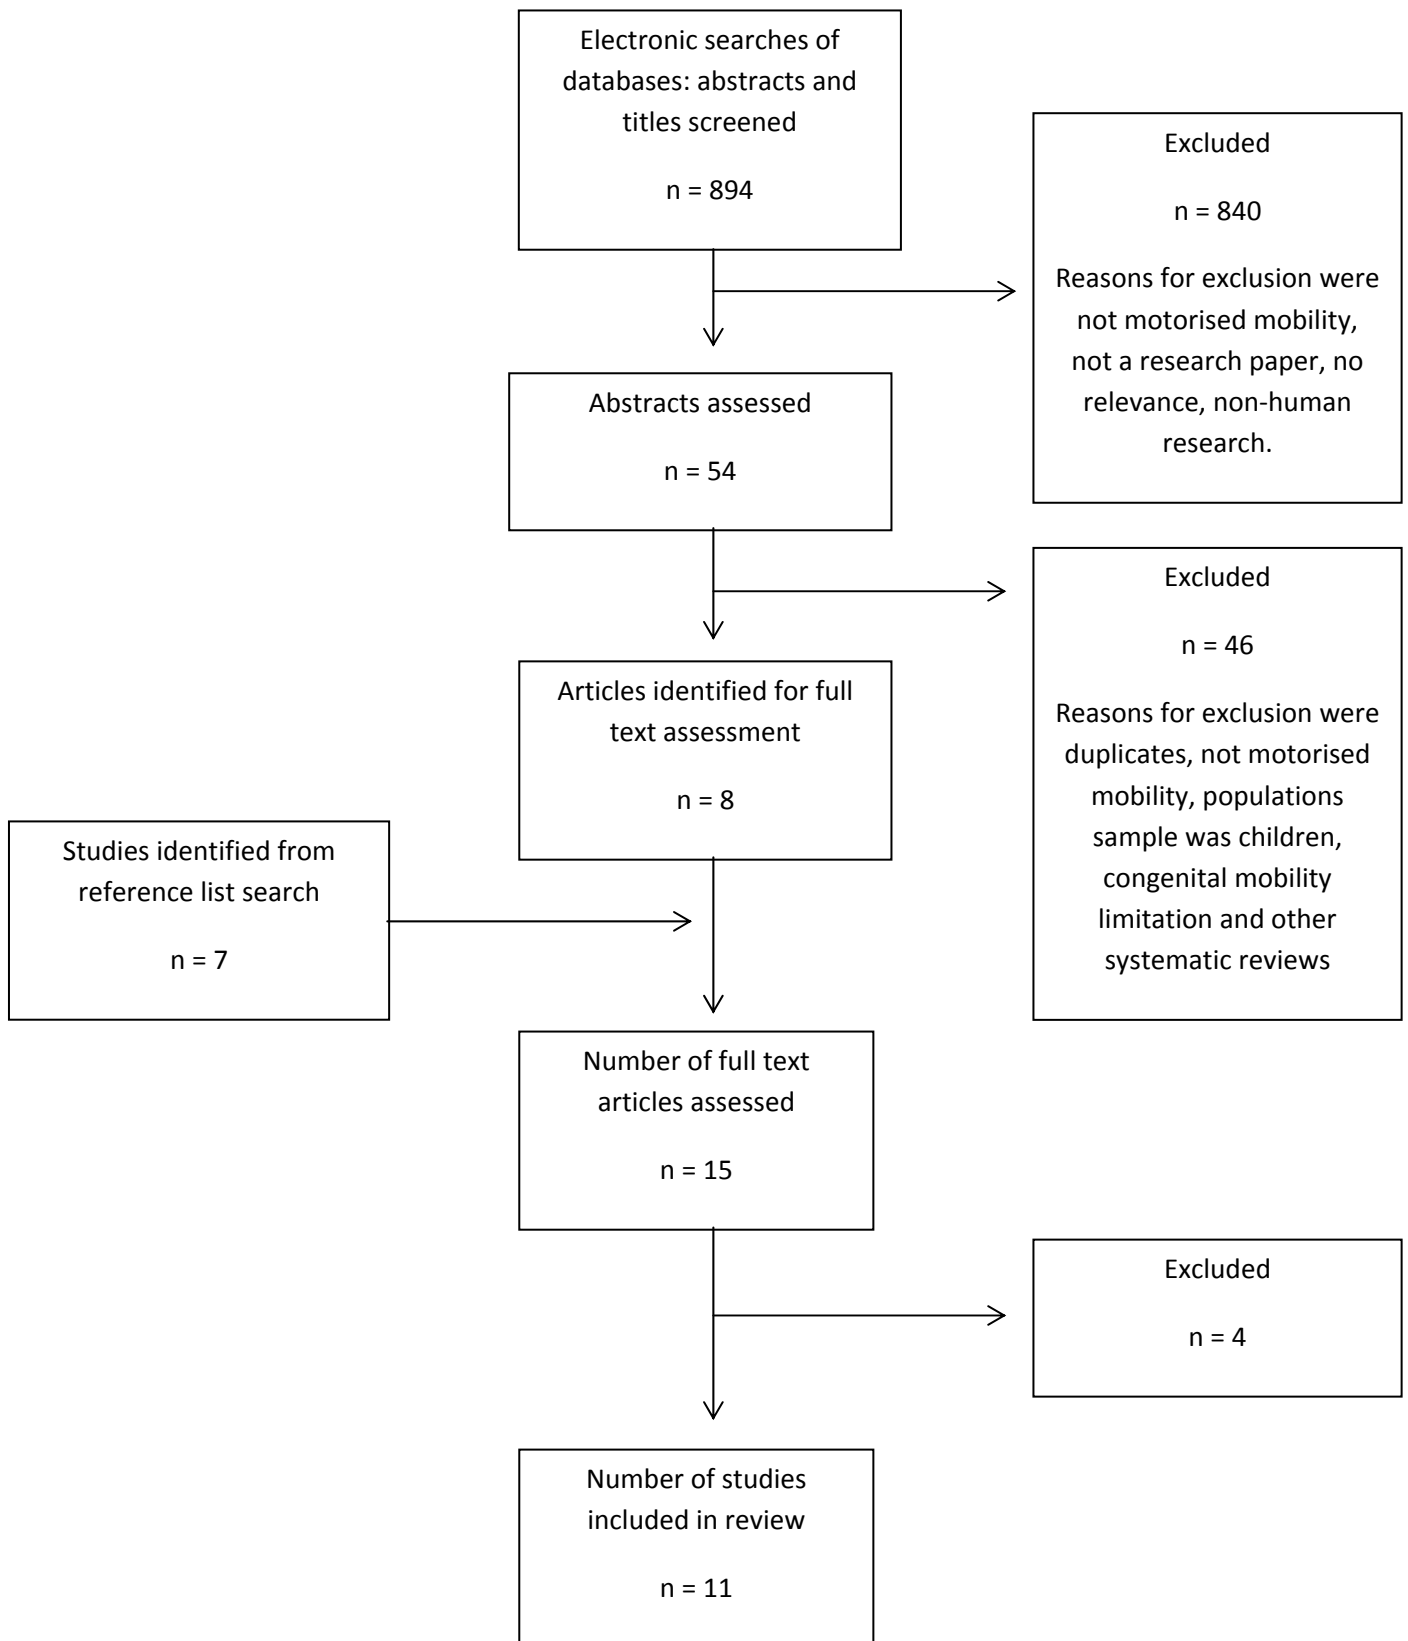 Electronic searches of
databases: abstracts and
titles screened
n = 894
Excluded
n = 840
Reasons for exclusion were
not motorised mobility,
not a research paper, no
relevance, non-human
research.
Abstracts assessed
n = 54
Excluded
n = 46
Reasons for exclusion were
duplicates, not motorised
mobility, populations
sample was children,
congenital mobility
limitation and other
systematic reviews
Articles identified for full
text assessment
n = 8
Studies identified from
reference list search
n = 7
Number of full text
articles assessed
n = 15
Excluded
n = 4
Number of studies
included in review
n = 11